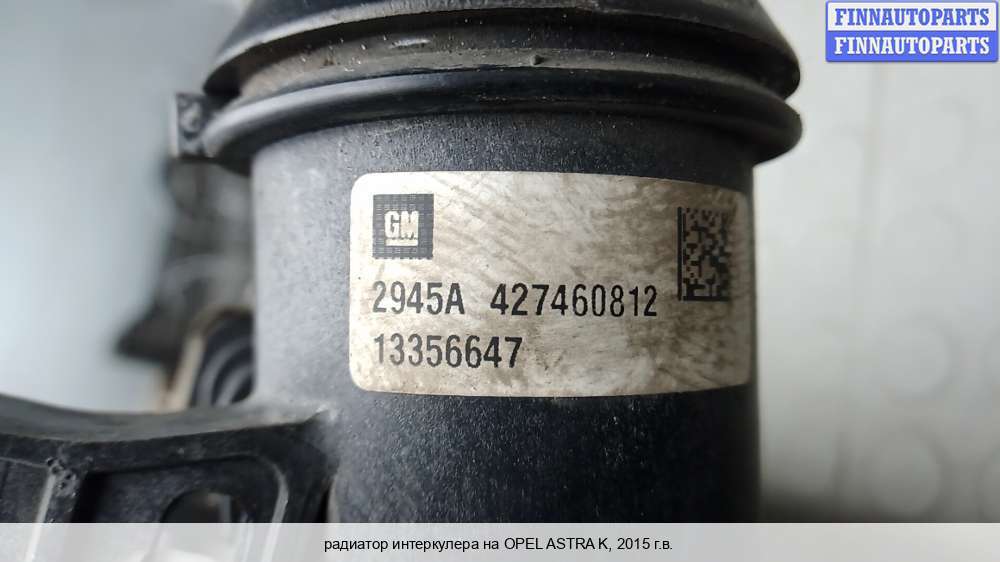 FINNAUTOPARTS
FINNAUTOPARTS
GM
2945A 427460812
13356647
радиатор интеркулера на OPEL ASTRA K, 2015 г.в.